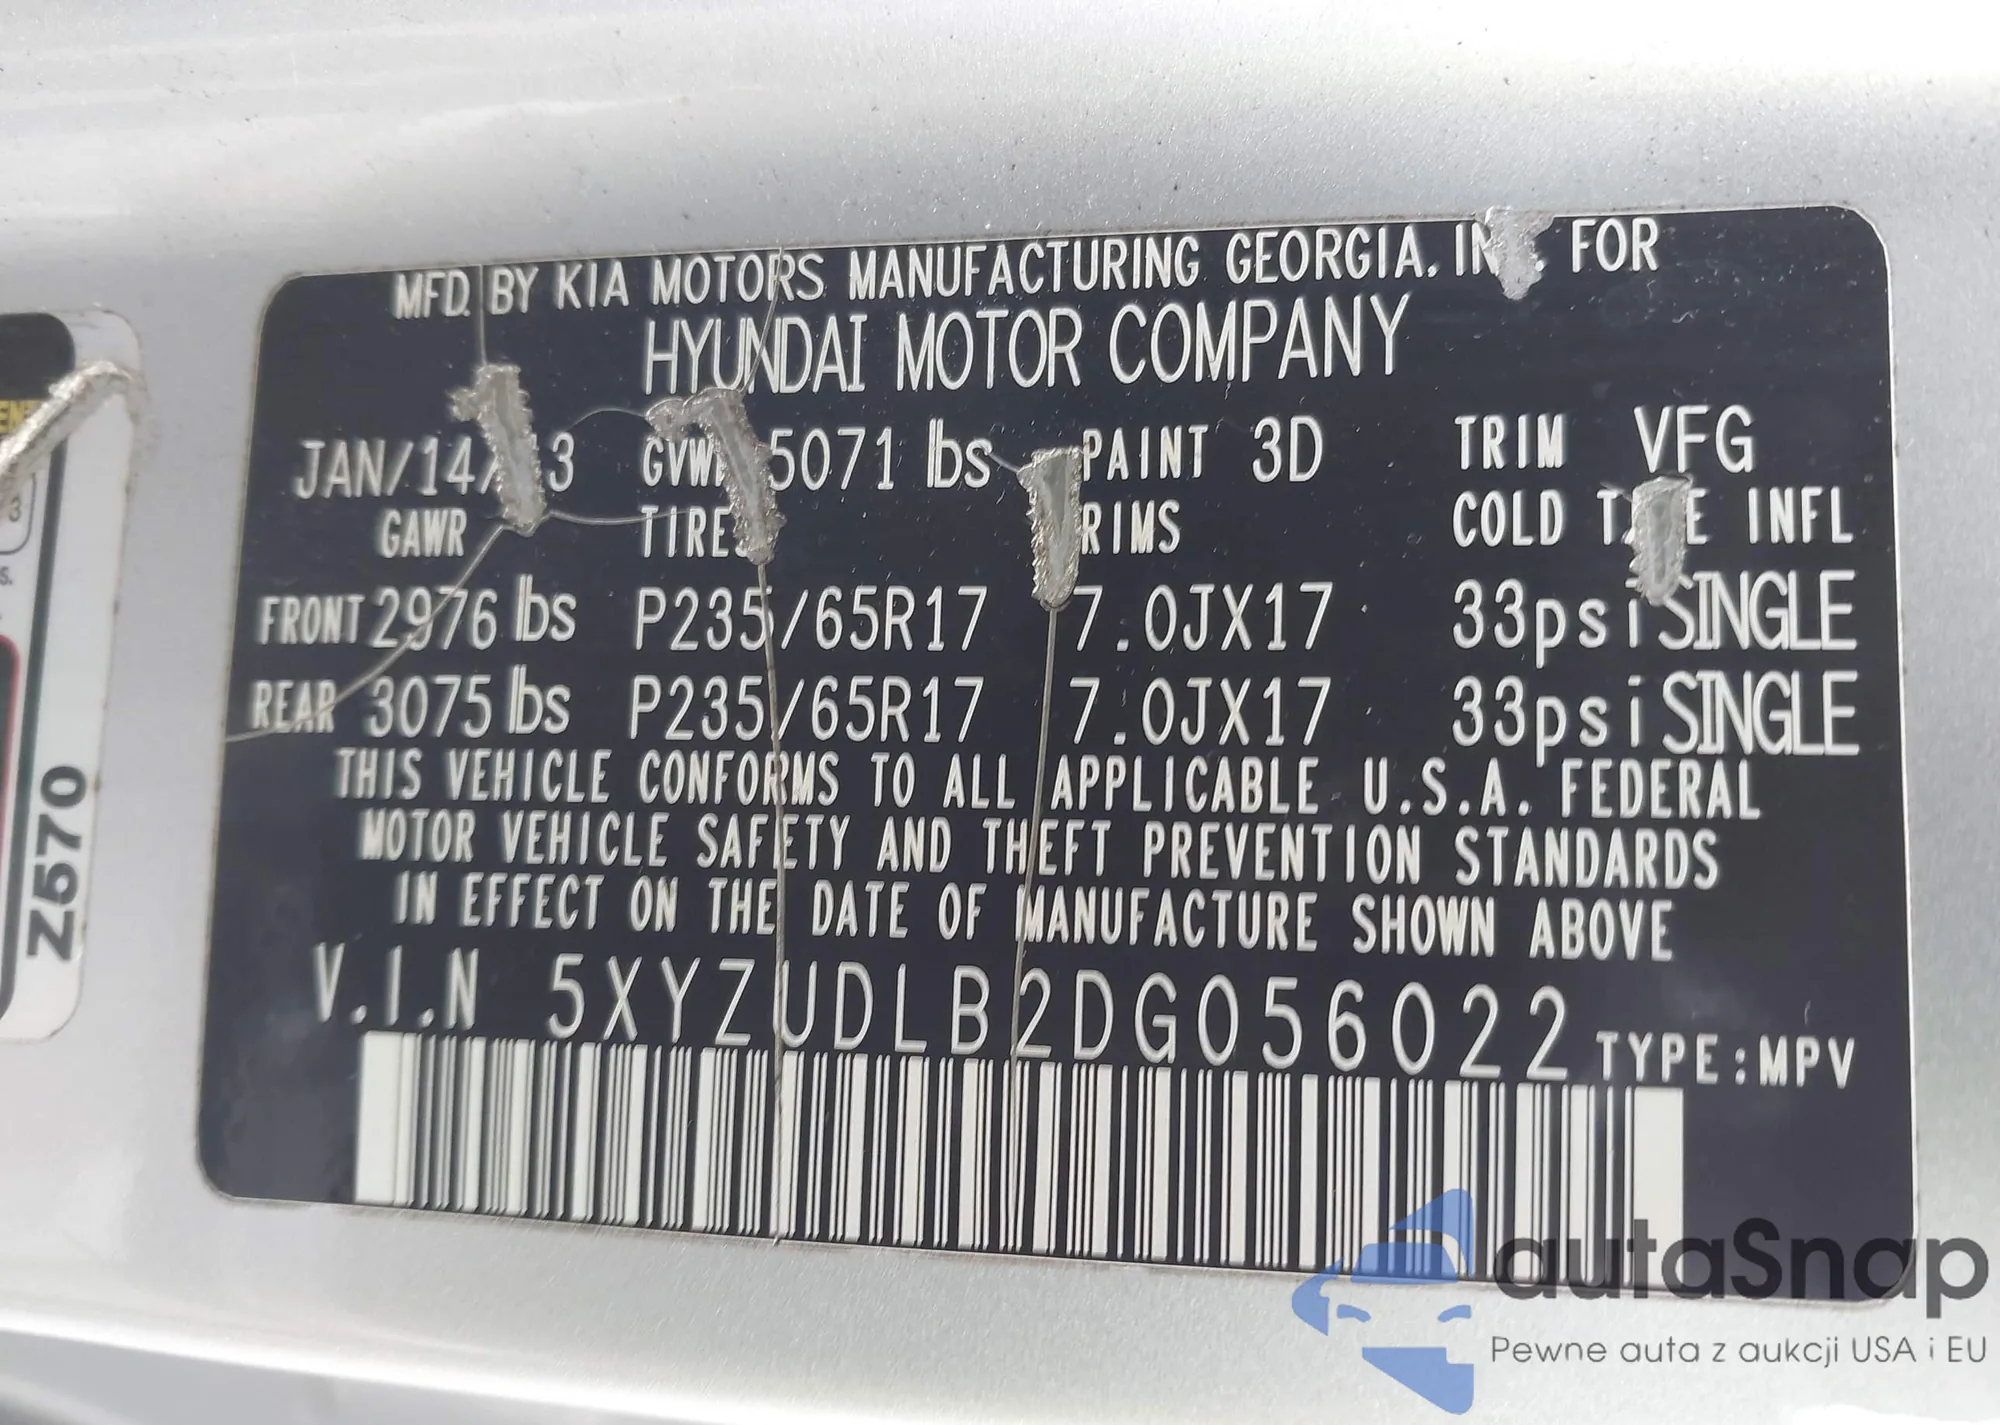 MFD. BY KIA MOTORS MANUFACTURING GEORGIA. IN . FOR
HYUNDAI MOTOR COMPANY
JAN/14/ 3 GVW 5071 lbs PAINT 3D TRIM VFG
GAWR TIRES RIMS COLD INFL
FRONT 2976 lbs P235/65R17 7.0JX17 33psi SINGLE
REAR 3075 lbs P235/65R17 7.0JX17 33psi SINGLE
THIS VEHICLE CONFORMS TO ALL APPLICABLE U.S.A. FEDERAL
MOTOR VEHICLE SAFETY AND THEFT PREVENTION STANDARDS
IN EFFECT ON THE DATE OF MANUFACTURE SHOWN ABOVE
V.I.N 5XYZUDLB2DG056022 TYPE:MPV
Z570
autaSnap
Pewne auta z aukcji USA i EU